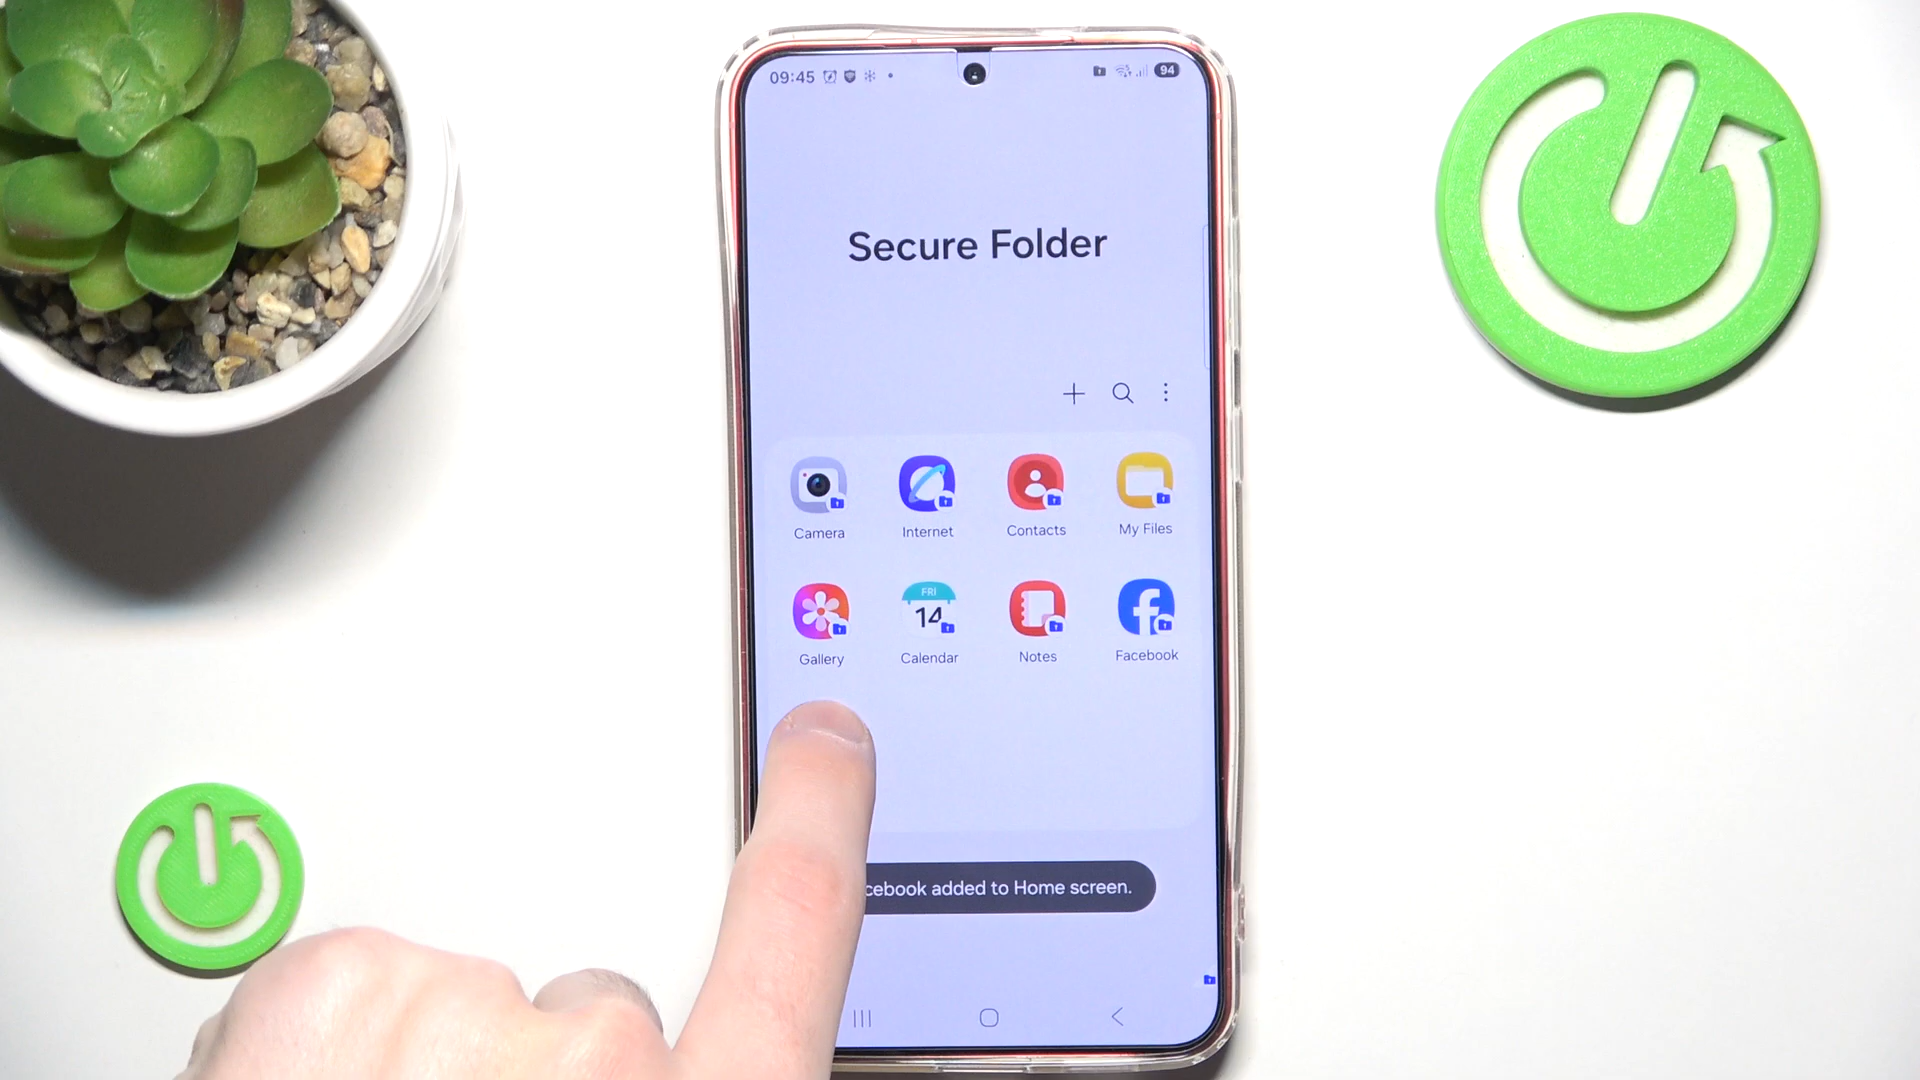 09:45
94
Secure Folder
Camera
Internet
Contacts
My Files
FRI
14
Gallery
Calendar
Notes
Facebook
cebook added to Home screen.